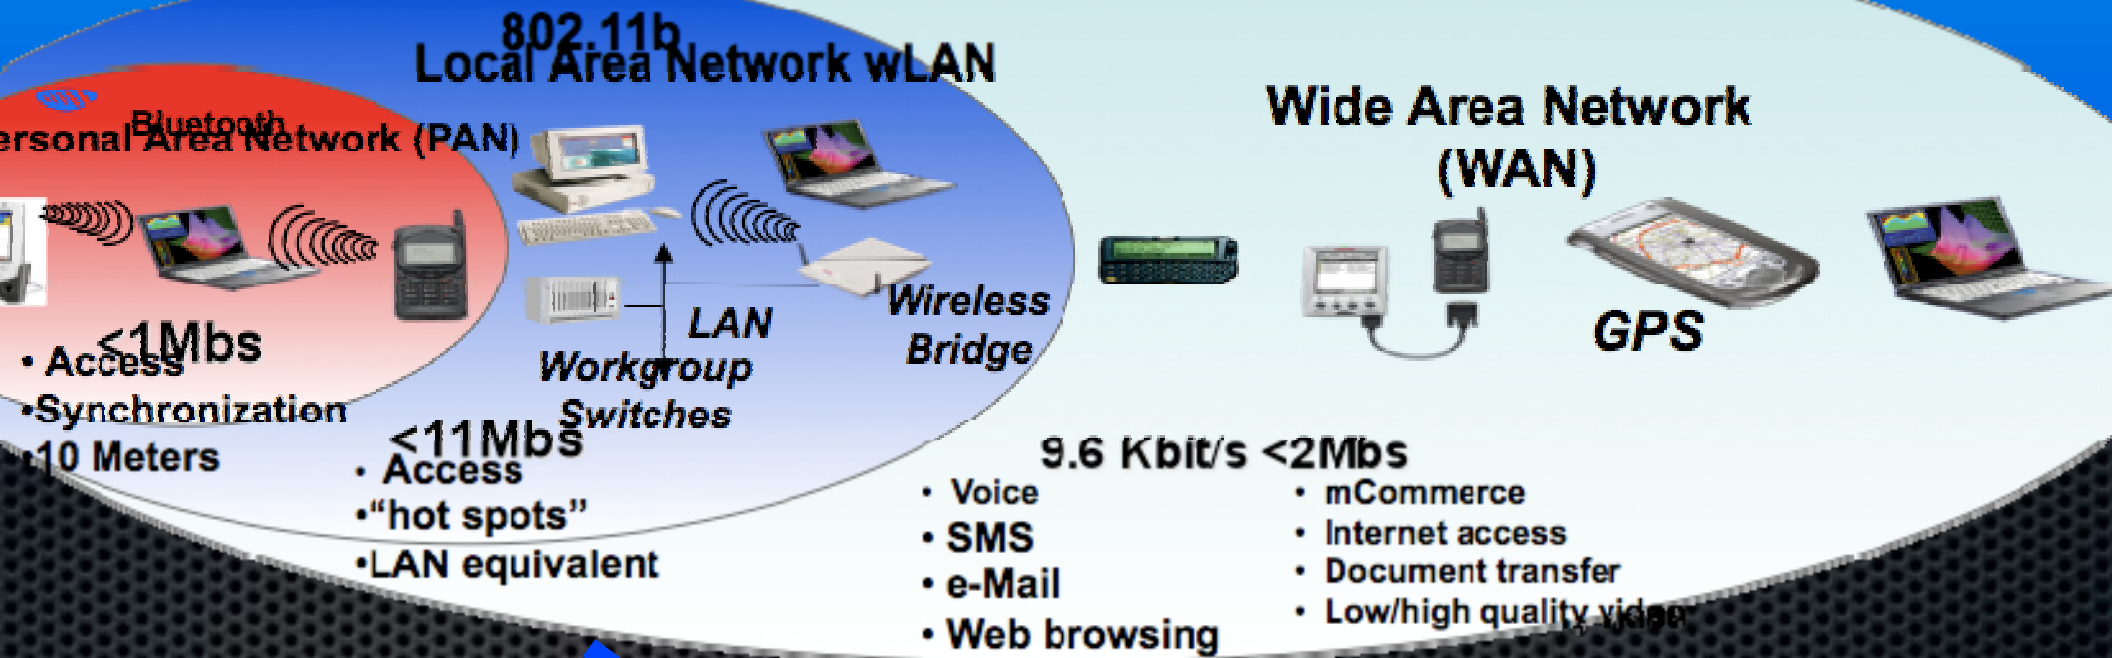 802.11b
Local Area Network wLAN
Bluetooth
ersonal Area Network (PAN)
Wide Area Network
(WAN)
Wireless
Bridge
LAN
Workgroup
Switches
GPS
<1Mbs
• Access
•Synchronization
•10 Meters
<11Mbs
• Access
•“hot spots”
•LAN equivalent
9.6 Kbit/s <2Mbs
• Voice
• SMS
• e-Mail
• Web browsing
• mCommerce
• Internet access
• Document transfer
• Low/high quality video